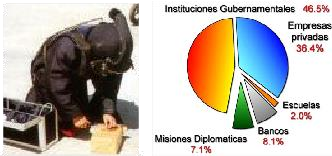 Instituciones Gubernamentales 46.5%
Empresas
privadas
36.4%
Escuelas
2.0%
Bancos
8.1%
Misiones Diplomaticas
7.1%